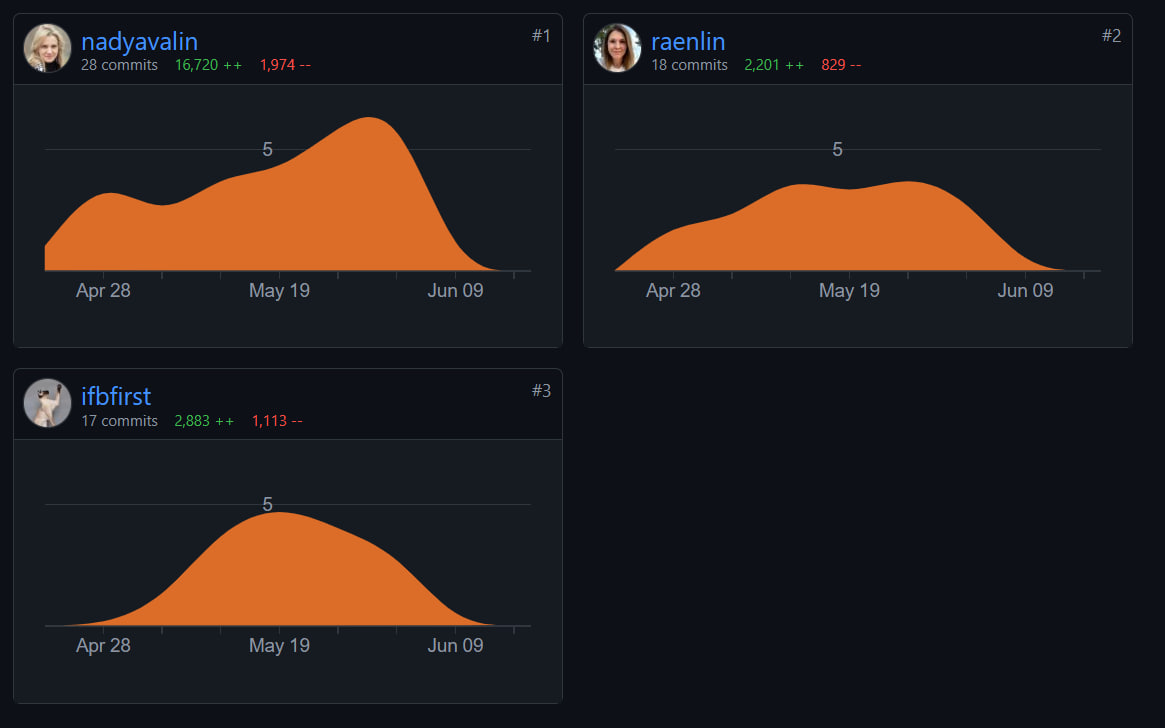 nadyavalin
#1
28 commits 16,720 ++ 1,974 --
5
Apr 28 May 19 Jun 09
raenlin
#2
18 commits 2,201 ++ 829 --
5
Apr 28 May 19 Jun 09
ifbfirst
#3
17 commits 2,883 ++ 1,113 --
5
Apr 28 May 19 Jun 09